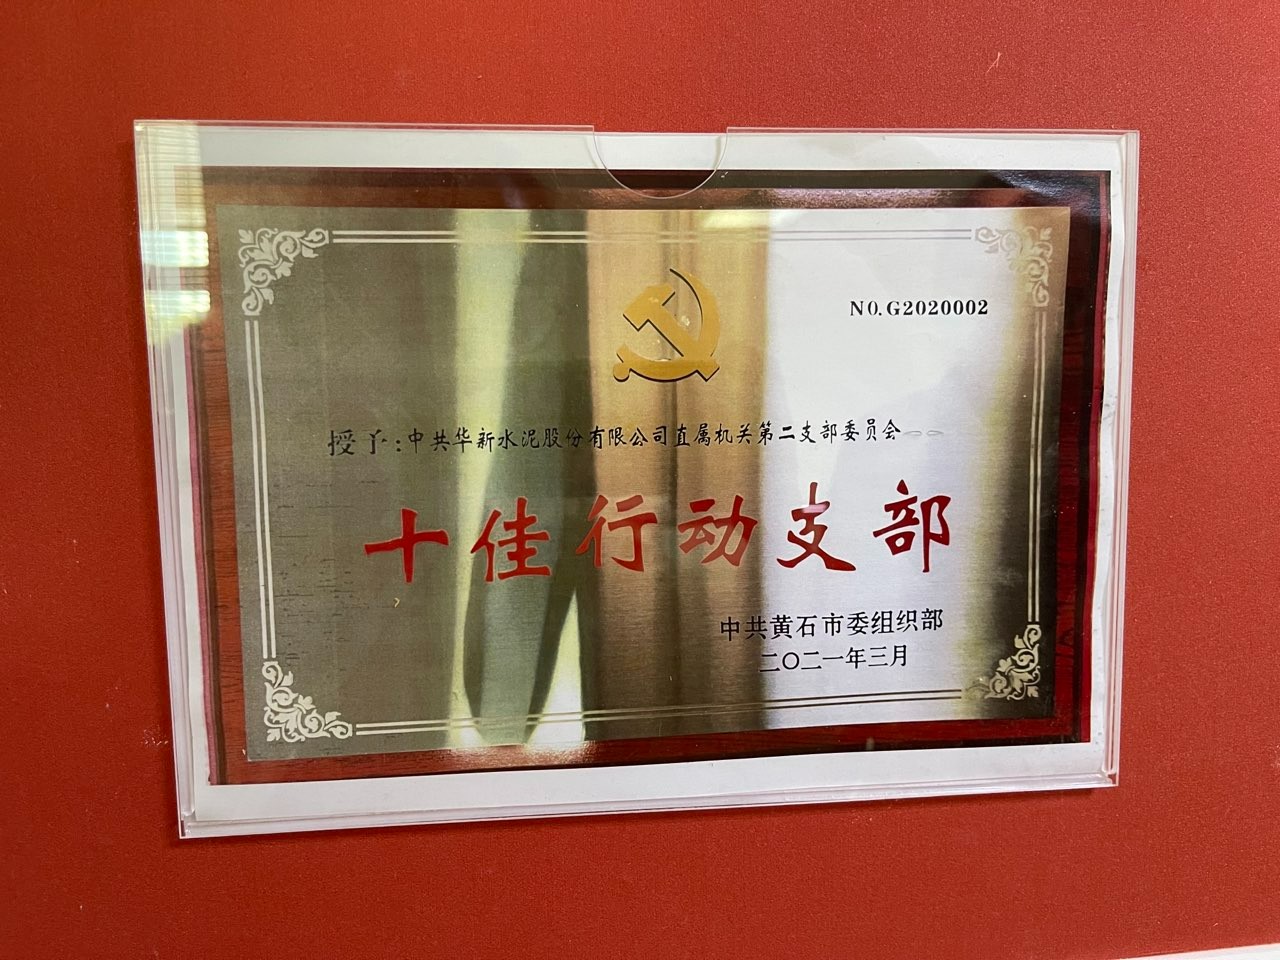 NO.G2020002
授予:中共华新水泥股份有限公司直属机关第二支部委员会
十佳行动支部
中共黄石市委组织部
二〇二一年三月